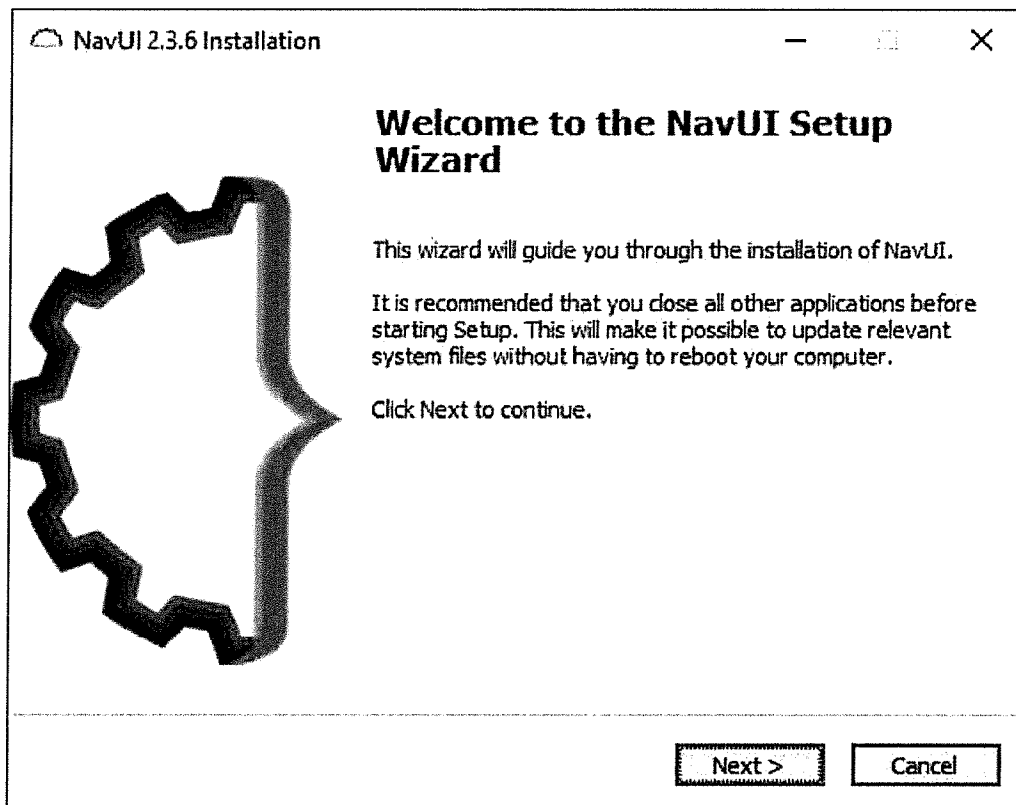 NavUI 2.3.6 Installation
Welcome to the NavUI Setup
Wizard
This wizard will guide you through the installation of NavUI.
It is recommended that you close all other applications before
starting Setup. This will make it possible to update relevant
system files without having to reboot your computer.
Click Next to continue.
Next >
Cancel